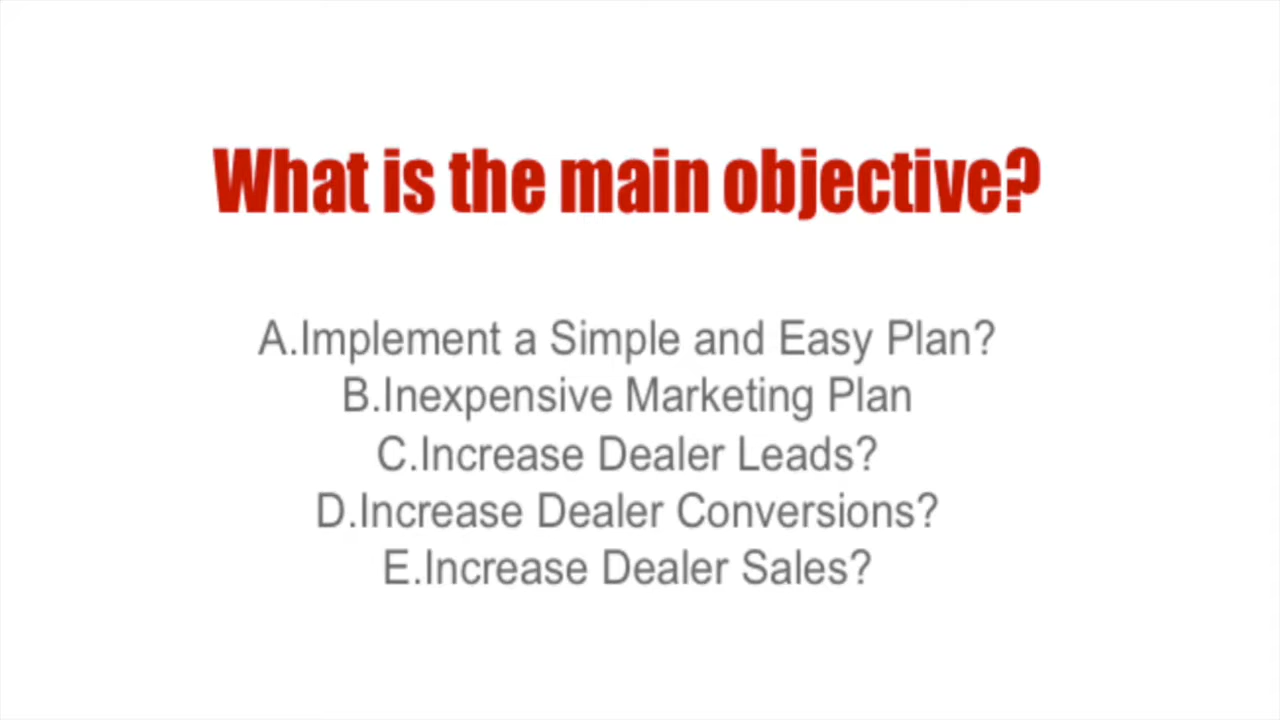 What is the main objective?
A.Implement a Simple and Easy Plan?
B.Inexpensive Marketing Plan
C.Increase Dealer Leads?
D.Increase Dealer Conversions?
E.Increase Dealer Sales?